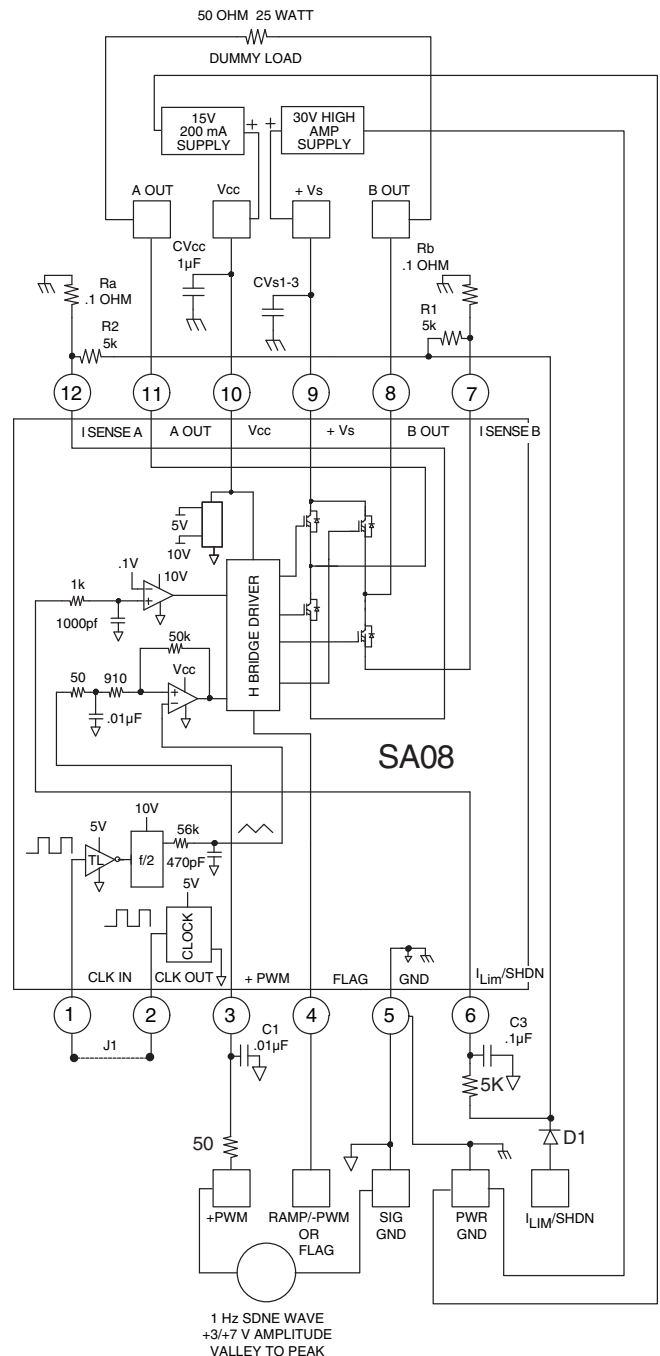 50 OHM 25 WATT
DUMMY LOAD
15V
200 mA
SUPPLY
+ +
30V HIGH
AMP
SUPPLY
A OUT
Vcc
+ Vs
B OUT
CVcc
1µF
CVs1-3
Ra
.1 OHM
Rb
.1 OHM
R2
5k
R1
5k
12
11
10
9
8
7
I SENSE A
A OUT
Vcc
+ Vs
B OUT
I SENSE B
5V
10V
.1V
10V
1k
1000pf
H BRIDGE DRIVER
50k
50
910
Vcc
.01µF
+
–
+
–
SA08
10V
5V
56k
TL
f/2
470pF
5V
CLOCK
CLK IN
CLK OUT
+ PWM
FLAG
GND
ILim/SHDN
1
2
3
4
5
6
J1
C1
.01µF
C3
.1µF
5K
50
D1
+PWM
RAMP/-PWM
OR
FLAG
SIG
GND
PWR
GND
ILIM/SHDN
1 Hz SDNE WAVE
+3/+7 V AMPLITUDE
VALLEY TO PEAK